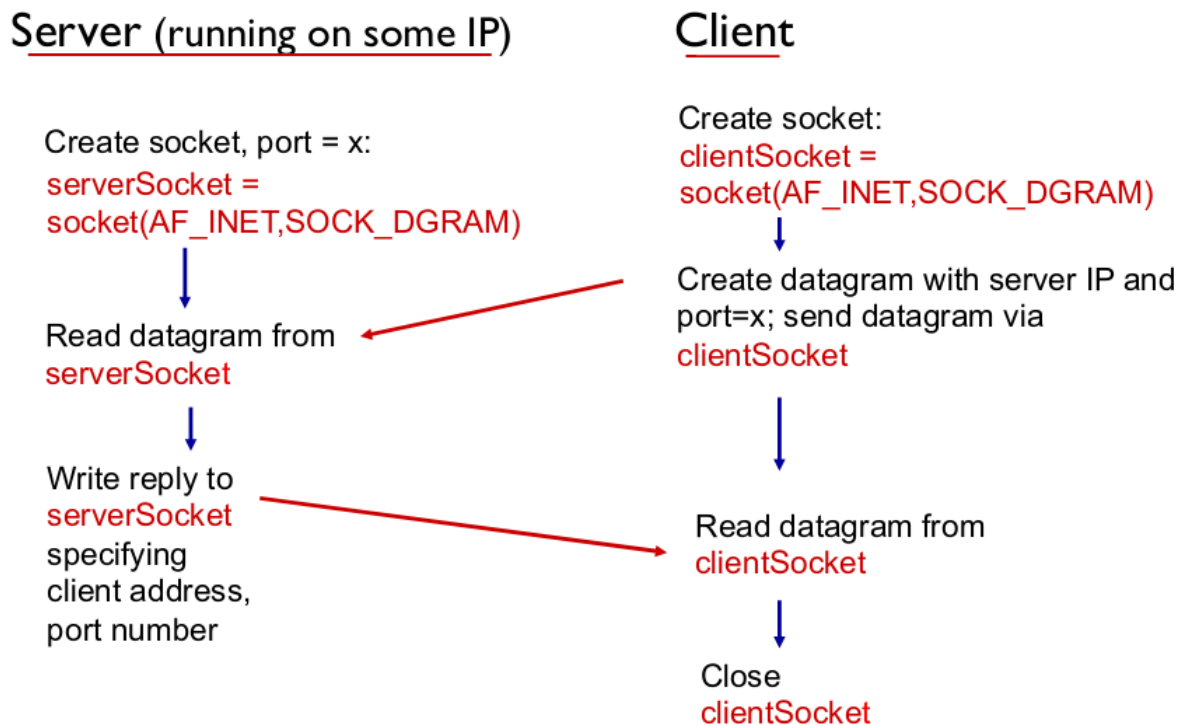 Server (running on some IP)
Create socket, port = x:
serverSocket =
socket(AF_INET,SOCK_DGRAM)
Read datagram from
serverSocket
Write reply to
serverSocket
specifying
client address,
port number
Client
Create socket:
clientSocket =
socket(AF_INET,SOCK_DGRAM)
Create datagram with server IP and
port=x; send datagram via
clientSocket
Read datagram from
clientSocket
Close
clientSocket